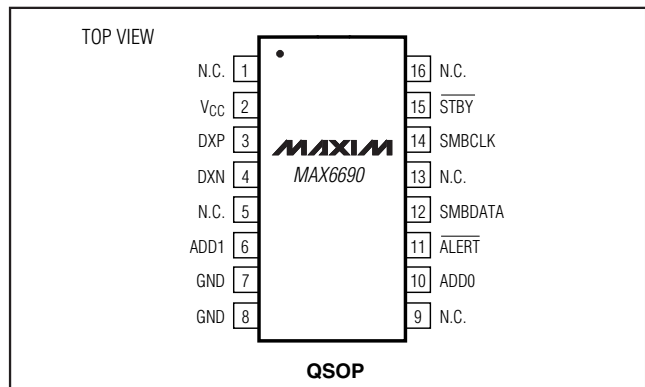 TOP VIEW
N.C. 1
VCC 2
DXP 3
DXN 4
N.C. 5
ADD1 6
GND 7
GND 8
MAXIM
MAX6690
16 N.C.
15 STBY
14 SMBCLK
13 N.C.
12 SMBDATA
11 ALERT
10 ADD0
9 N.C.
QSOP